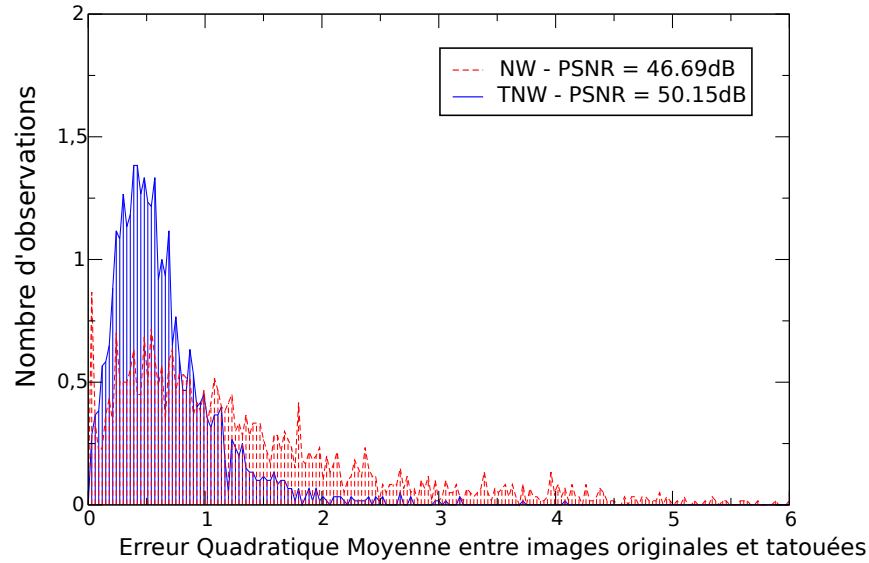 2
1,5
1
0,5
0
Nombre d'observations
NW - PSNR = 46.69dB
TNW - PSNR = 50.15dB
0 1 2 3 4 5 6
Erreur Quadratique Moyenne entre images originales et tatouées